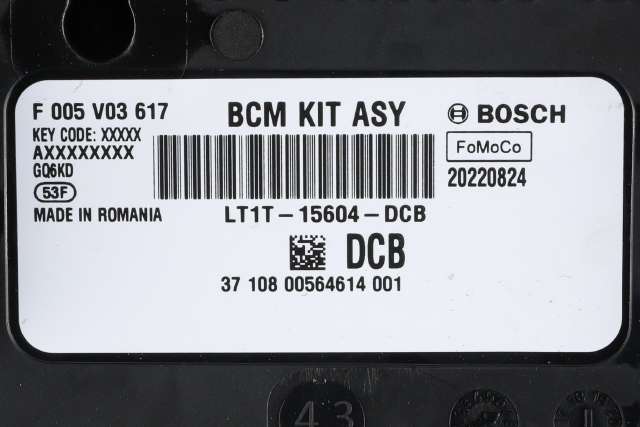 F 005 V03 617
BCM KIT ASY
BOSCH
KEY CODE: XXXXX
AXXXXXXXX
GQ6KD
53F
MADE IN ROMANIA
FoMoCo
20220824
LT1T-15604-DCB
DCB
37 108 00564614 001
43